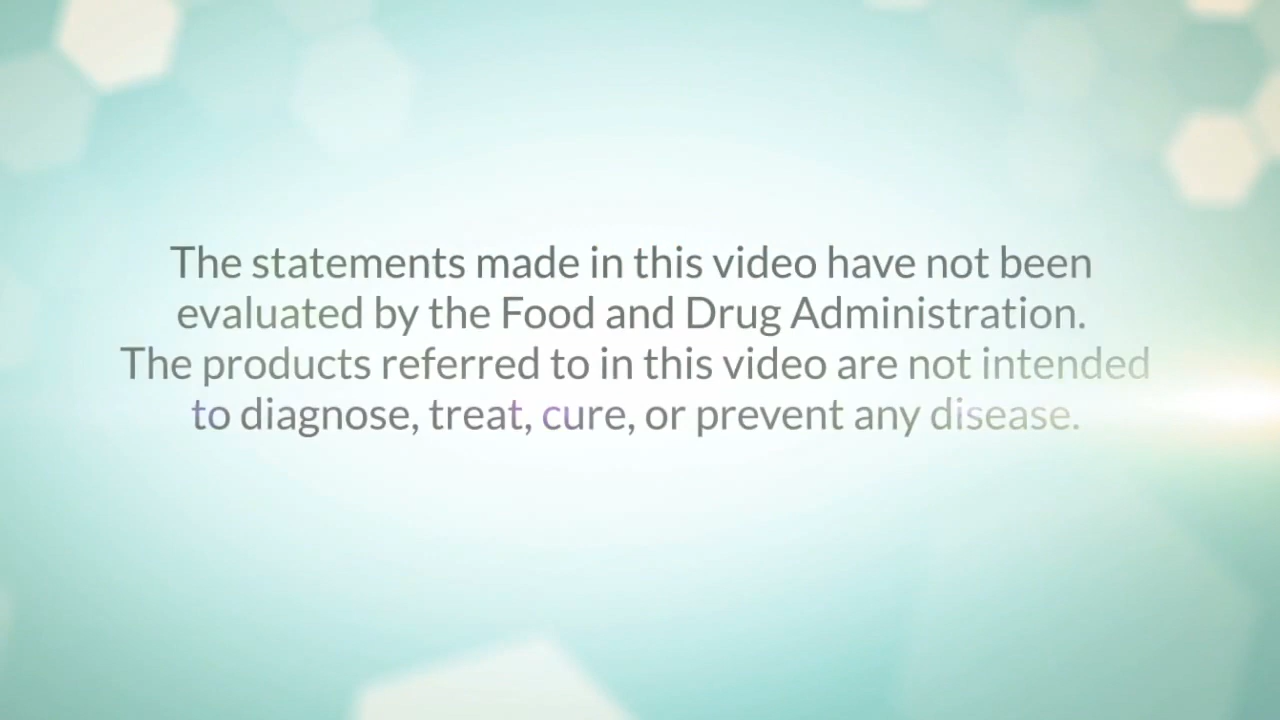 The statements made in this video have not been
evaluated by the Food and Drug Administration.
The products referred to in this video are not intended
to diagnose, treat, cure, or prevent any disease.